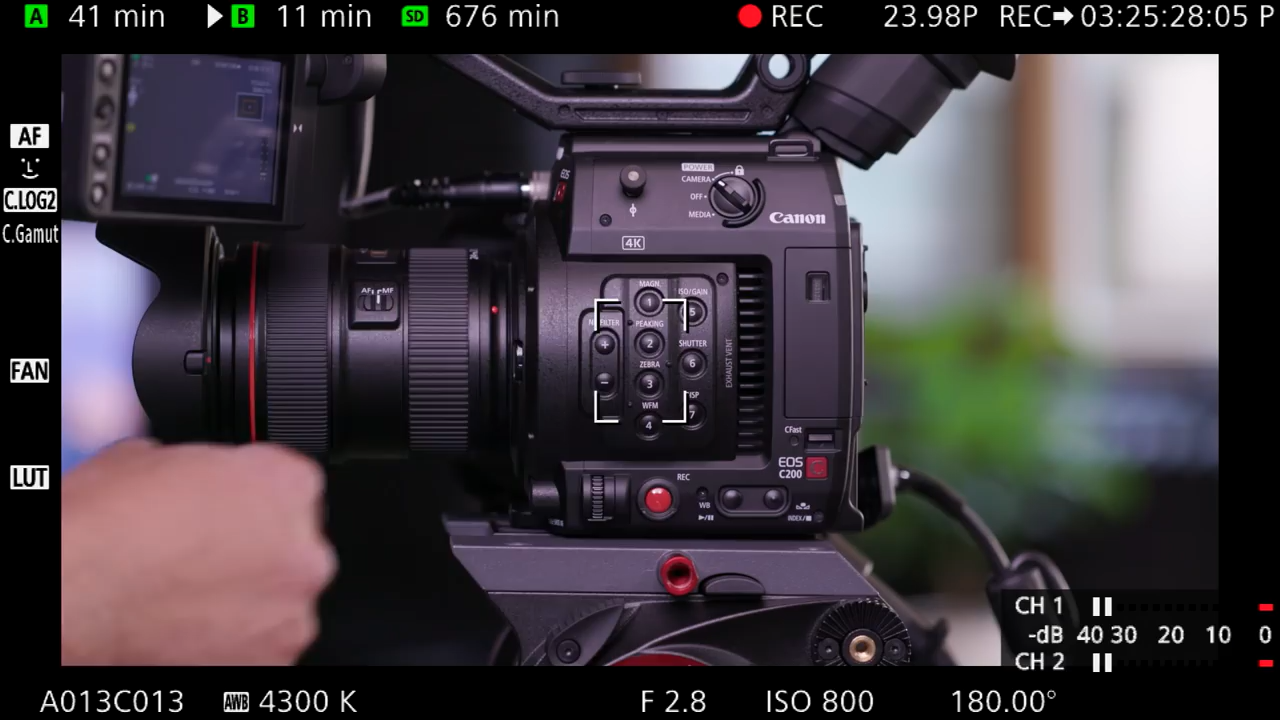 A 41 min B 11 min SD 676 min REC 23.98P REC 03:25:28:05 P
AF
C.LOG2
C.Gamut
FAN
LUT
EOS
POWER
CAMERA
OFF
MEDIA
Canon
4K
AF MF
MAGN.
1
ISO/GAIN
5
PEAKING
+
2
SHUTTER
6
ZEBRA
-
3
WFM
4
7
EXHAUST VENT
CFast
EOS
C200
REC
WB
CH 1
-dB 40 30 20 10 0
CH 2
A013C013 AWB 4300 K F 2.8 ISO 800 180.00°